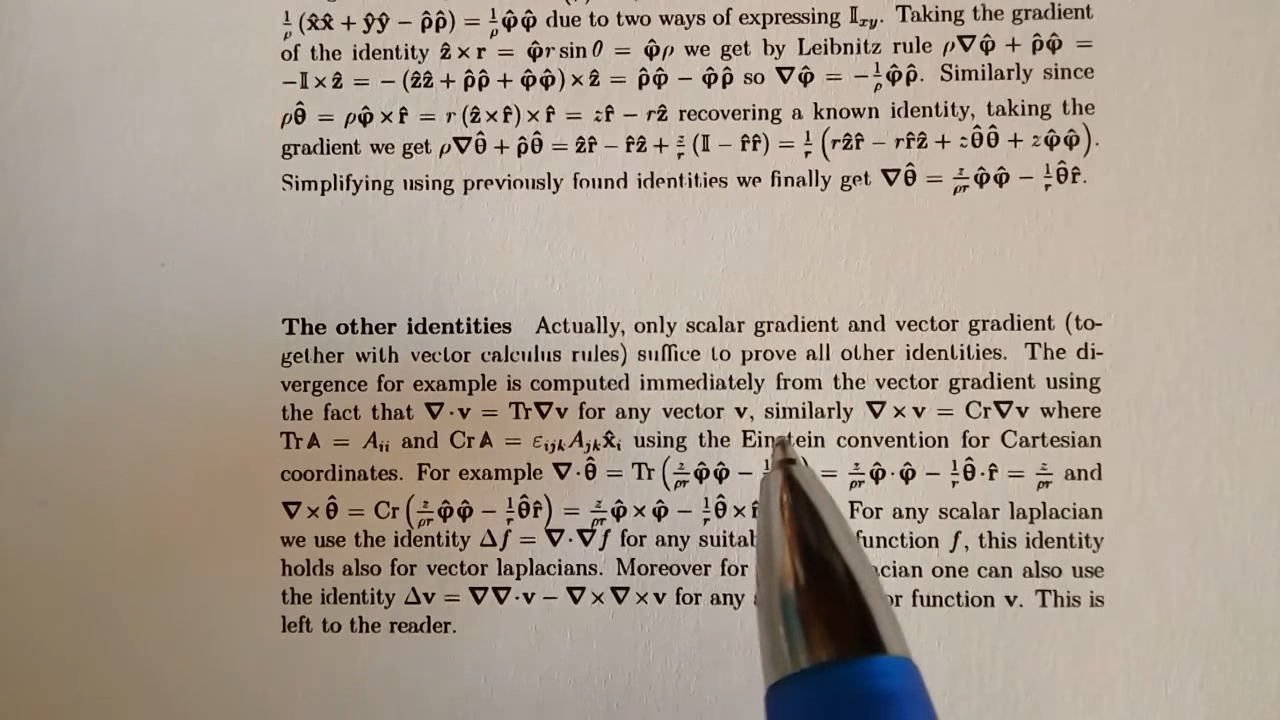 1/ρ (x̂x̂ + ŷŷ − ρ̂ρ̂) = 1/ρ φ̂φ̂ due to two ways of expressing 𝕀xy. Taking the gradient
of the identity ẑ × r = φ̂r sin θ = φ̂ρ we get by Leibnitz rule ρ∇φ̂ + ρ̂φ̂ =
−𝕀 × ẑ = − (ẑẑ + ρ̂ρ̂ + φ̂φ̂) × ẑ = ρ̂φ̂ − φ̂ρ̂ so ∇φ̂ = −1/ρ φ̂ρ̂. Similarly since
ρθ̂ = ρφ̂ × r̂ = r (ẑ × r̂) × r̂ = zr̂ − rẑ recovering a known identity, taking the
gradient we get ρ∇θ̂ + ρ̂θ̂ = ẑr̂ − r̂ẑ + z/r (𝕀 − r̂r̂) = 1/r (rẑr̂ − rr̂ẑ + zθ̂θ̂ + zφ̂φ̂).
Simplifying using previously found identities we finally get ∇θ̂ = z/ρr φ̂φ̂ − 1/r θ̂r̂.
The other identities Actually, only scalar gradient and vector gradient (to-
gether with vector calculus rules) suffice to prove all other identities. The di-
vergence for example is computed immediately from the vector gradient using
the fact that ∇ · v = Tr∇v for any vector v, similarly ∇ × v = Cr∇v where
Tr𝔸 = Aii and Cr𝔸 = εijkAjkx̂i using the Einstein convention for Cartesian
coordinates. For example ∇ · θ̂ = Tr (z/ρr φ̂φ̂ − 1 ) = z/ρr φ̂ · φ̂ − 1/r θ̂ · r̂ = z/ρr and
∇ × θ̂ = Cr (z/ρr φ̂φ̂ − 1/r θ̂r̂) = z/ρr φ̂ × φ̂ − 1/r θ̂ × r̂ For any scalar laplacian
we use the identity Δf = ∇ · ∇f for any function f, this identity
holds also for vector laplacians. Moreover for one can also use
the identity Δv = ∇∇ · v − ∇ × ∇ × v for any function v. This is
left to the reader.